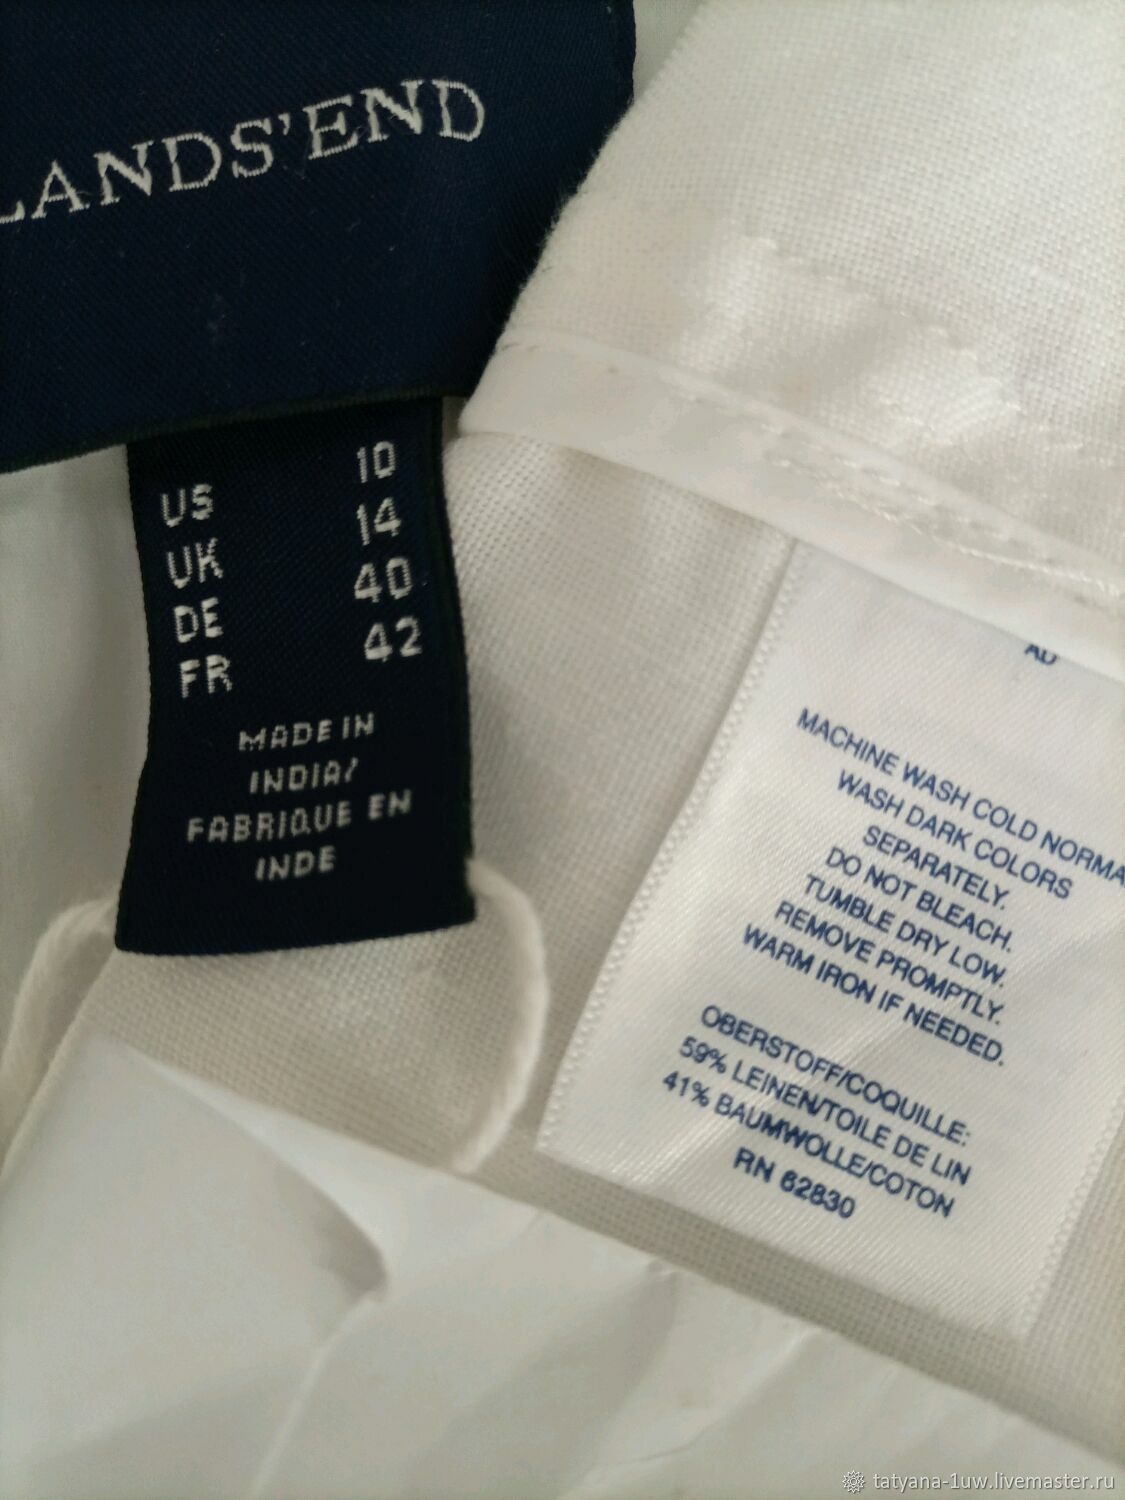 LANDS' END
US 10
UK 14
DE 40
FR 42
MADE IN
INDIA/
FABRIQUE EN
INDE
AD
MACHINE WASH COLD NORMA
WASH DARK COLORS
SEPARATELY.
DO NOT BLEACH.
TUMBLE DRY LOW.
REMOVE PROMPTLY.
WARM IRON IF NEEDED.
OBERSTOFF/COQUILLE:
59% LEINEN/TOILE DE LIN
41% BAUMWOLLE/COTON
RN 62830
tatyana-1uw.livemaster.ru